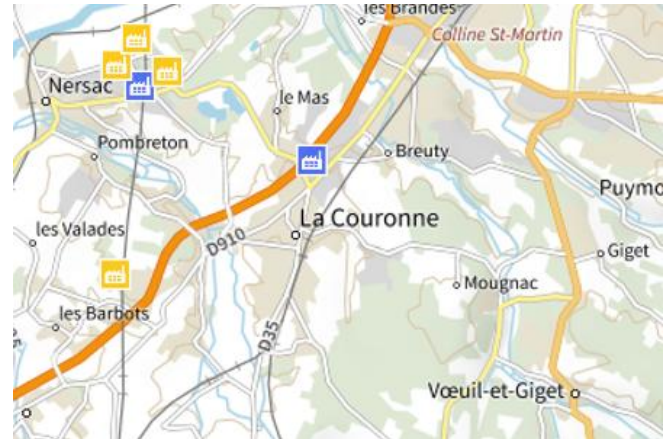 les Brandes
Colline St-Martin
Nersac
le Mas
Pombreton
Breuty
Puymo
La Couronne
les Valades
D910
Giget
Mougnac
les Barbots
D35
Vœuil-et-Giget